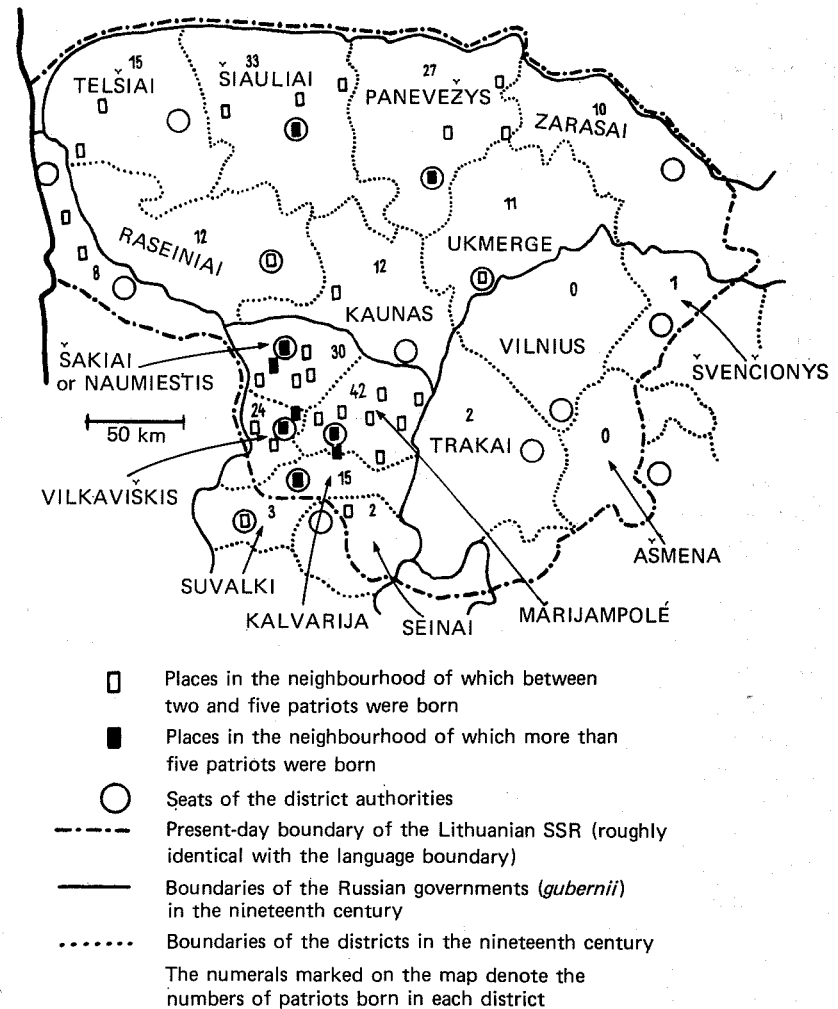 15
TELŠIAI
33
ŠIAULIAI
27
PANEVEŽYS
10
ZARASAI
12
RASEINIAI
11
UKMERGE
12
KAUNAS
8
0
VILNIUS
1
ŠVENČIONYS
ŠAKIAI
or NAUMIESTIS
30
42
24
50 km
2
TRAKAI
0
VILKAVIŠKIS
15
3
2
AŠMENA
SUVALKI
KALVARIJA
SEINAI
MARIJAMPOLÉ
Places in the neighbourhood of which between
two and five patriots were born
Places in the neighbourhood of which more than
five patriots were born
Seats of the district authorities
Present-day boundary of the Lithuanian SSR (roughly
identical with the language boundary)
Boundaries of the Russian governments (gubernii)
in the nineteenth century
Boundaries of the districts in the nineteenth century
The numerals marked on the map denote the
numbers of patriots born in each district